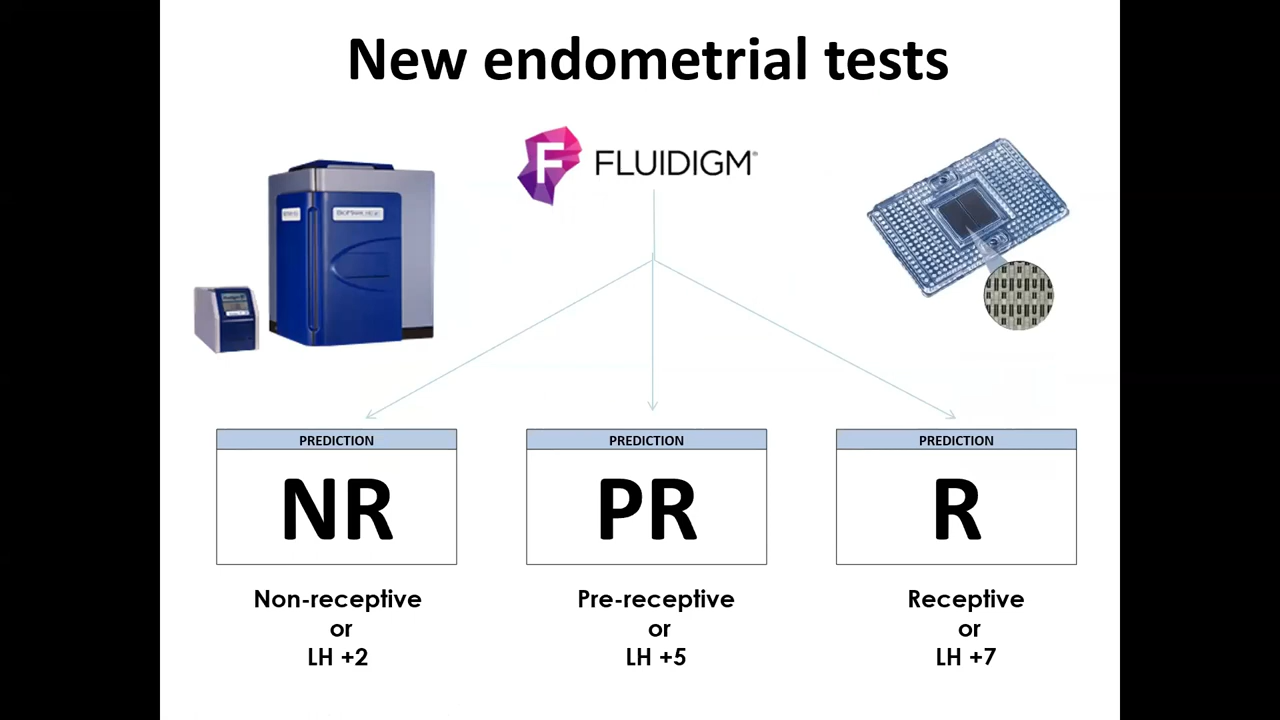 New endometrial tests
F FLUIDIGM®
PREDICTION
NR
Non-receptive
or
LH +2
PREDICTION
PR
Pre-receptive
or
LH +5
PREDICTION
R
Receptive
or
LH +7